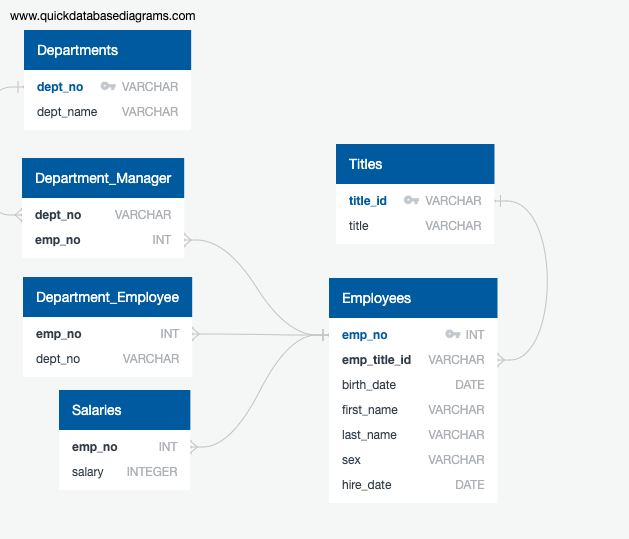 www.quickdatabasediagrams.com
Departments
dept_no VARCHAR
dept_name VARCHAR
Department_Manager
dept_no VARCHAR
emp_no INT
Department_Employee
emp_no INT
dept_no VARCHAR
Salaries
emp_no INT
salary INTEGER
Titles
title_id VARCHAR
title VARCHAR
Employees
emp_no INT
emp_title_id VARCHAR
birth_date DATE
first_name VARCHAR
last_name VARCHAR
sex VARCHAR
hire_date DATE